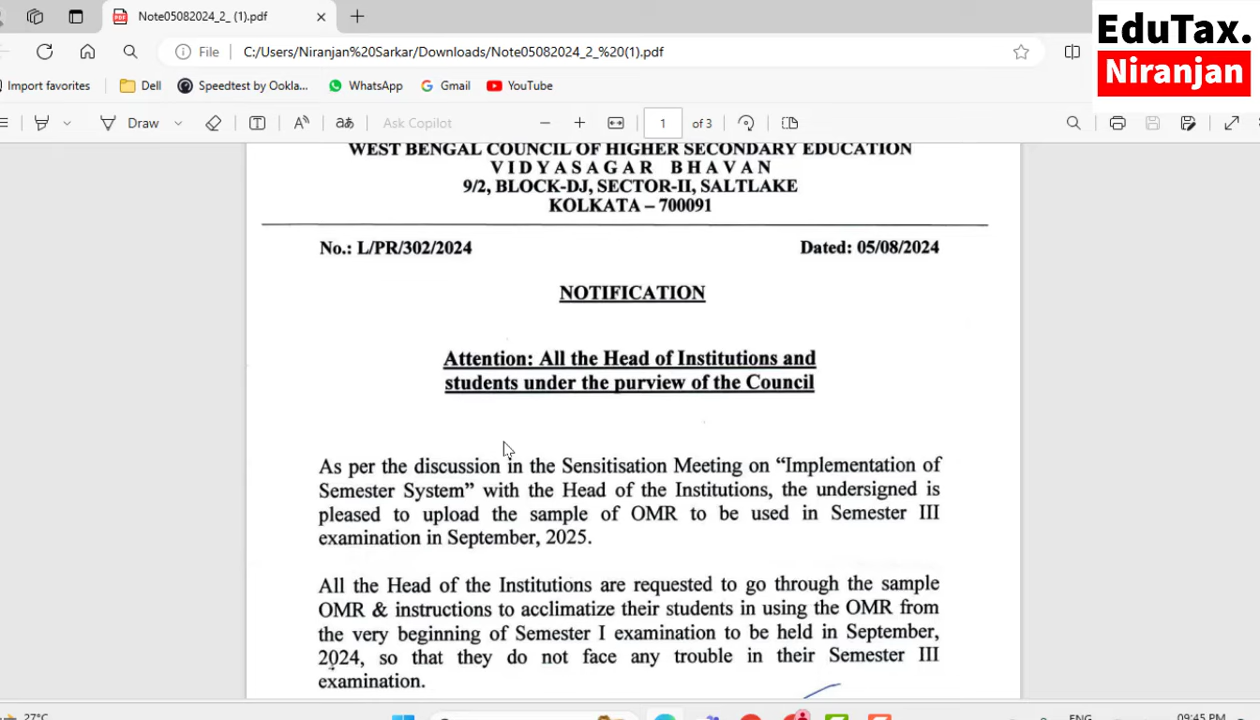 Note05082024_2_ (1).pdf
EduTax.
Niranjan
File C:/Users/Niranjan%20Sarkar/Downloads/Note05082024_2_%20(1).pdf
Import favorites Dell Speedtest by Ookla... WhatsApp Gmail YouTube
Draw aあ Ask Copilot 1 of 3
WEST BENGAL COUNCIL OF HIGHER SECONDARY EDUCATION
VIDYASAGAR BHAVAN
9/2, BLOCK-DJ, SECTOR-II, SALTLAKE
KOLKATA – 700091
No.: L/PR/302/2024 Dated: 05/08/2024
NOTIFICATION
Attention: All the Head of Institutions and
students under the purview of the Council
As per the discussion in the Sensitisation Meeting on “Implementation of
Semester System” with the Head of the Institutions, the undersigned is
pleased to upload the sample of OMR to be used in Semester III
examination in September, 2025.
All the Head of the Institutions are requested to go through the sample
OMR & instructions to acclimatize their students in using the OMR from
the very beginning of Semester I examination to be held in September,
2024, so that they do not face any trouble in their Semester III
examination.
27°C
ENG 09:45 PM